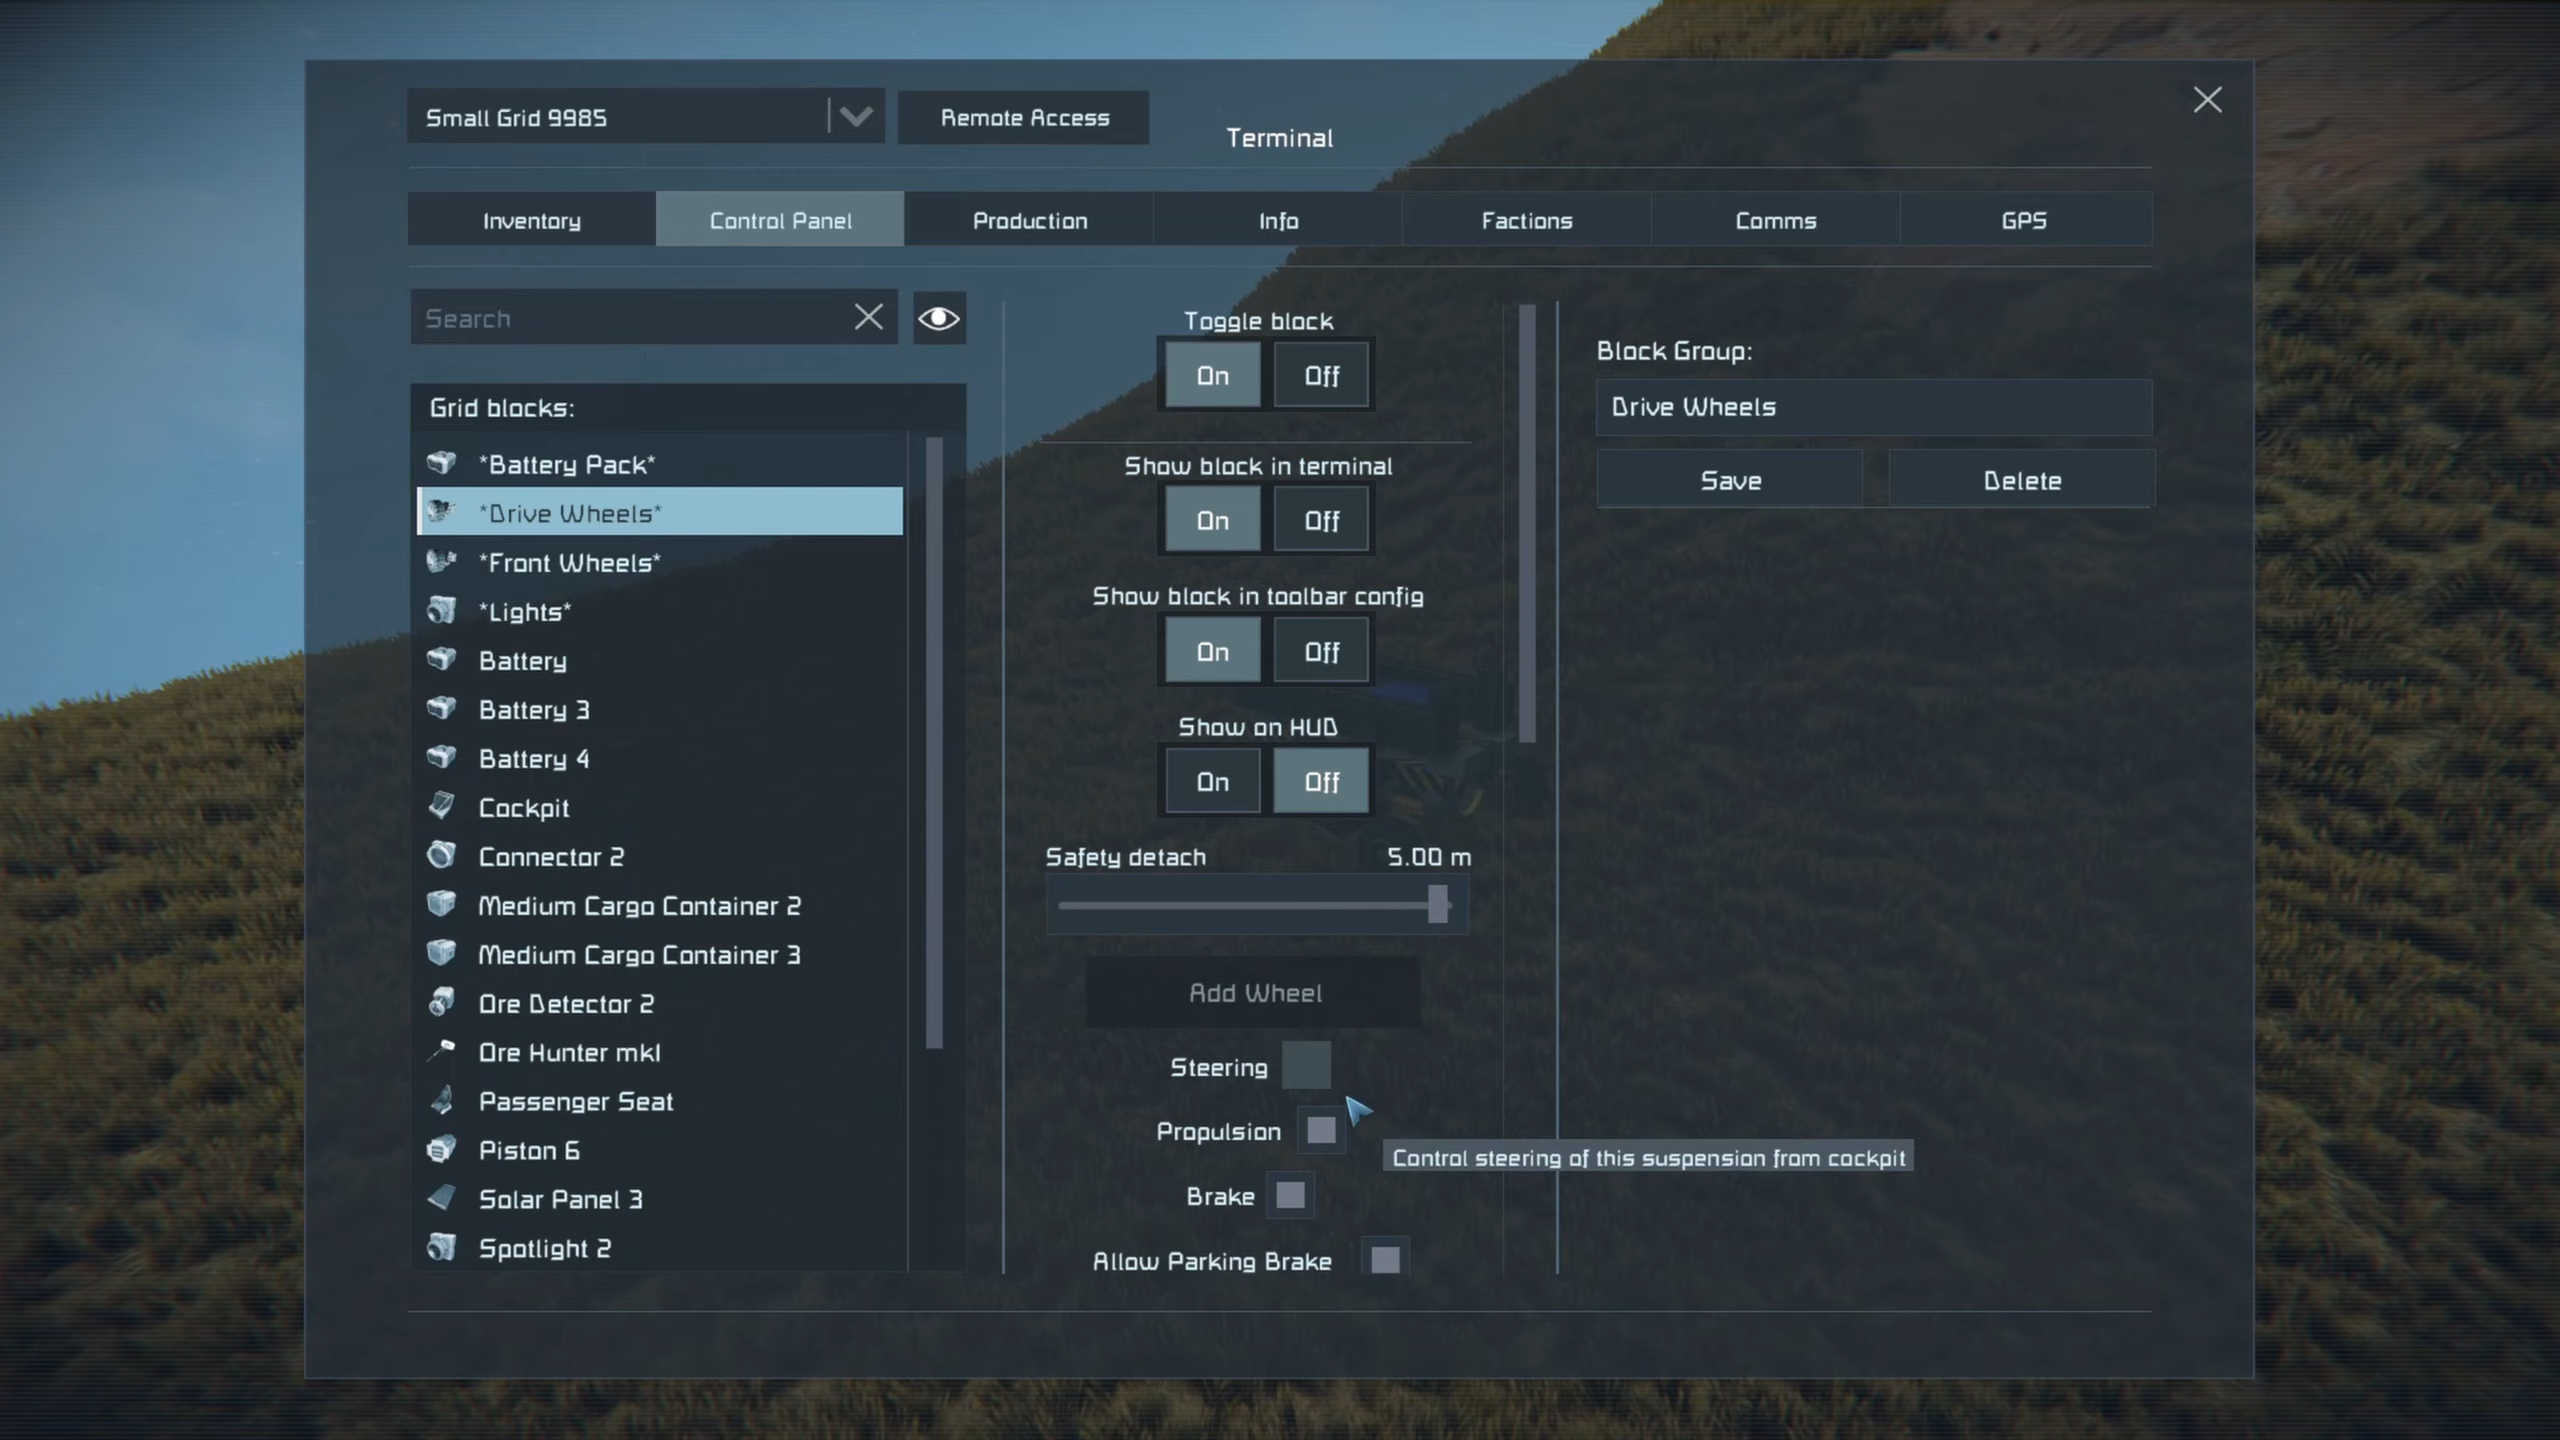 Small Grid 9985
Remote Access
Terminal
Inventory
Control Panel
Production
Info
Factions
Comms
GPS
Search
Grid blocks:
*Battery Pack*
*Drive Wheels*
*Front Wheels*
*Lights*
Battery
Battery 3
Battery 4
Cockpit
Connector 2
Medium Cargo Container 2
Medium Cargo Container 3
Ore Detector 2
Ore Hunter mkI
Passenger Seat
Piston 6
Solar Panel 3
Spotlight 2
Toggle block
On Off
Show block in terminal
On Off
Show block in toolbar config
On Off
Show on HUD
On Off
Safety detach 5.00 m
Add Wheel
Steering
Propulsion
Control steering of this suspension from cockpit
Brake
Allow Parking Brake
Block Group:
Drive Wheels
Save Delete